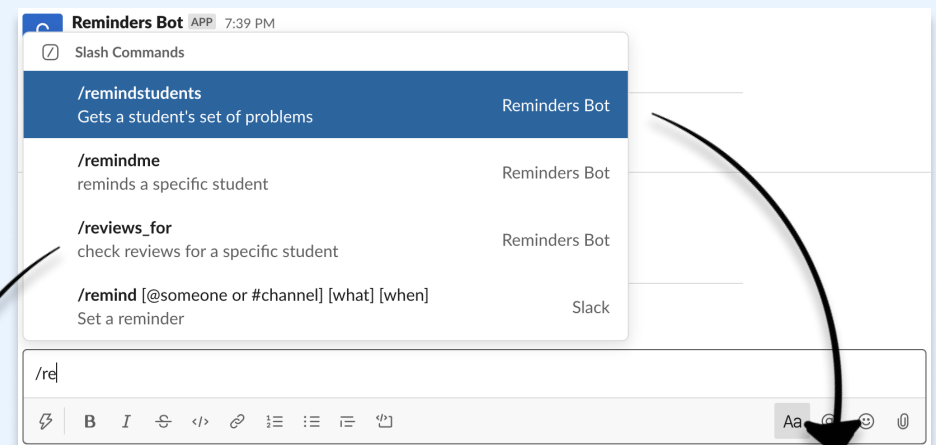 Reminders Bot APP 7:39 PM
Slash Commands
/remindstudents
Gets a student's set of problems
Reminders Bot
/remindme
reminds a specific student
Reminders Bot
/reviews_for
check reviews for a specific student
Reminders Bot
/remind [@someone or #channel] [what] [when]
Set a reminder
Slack
/re
B I S </> Aa @